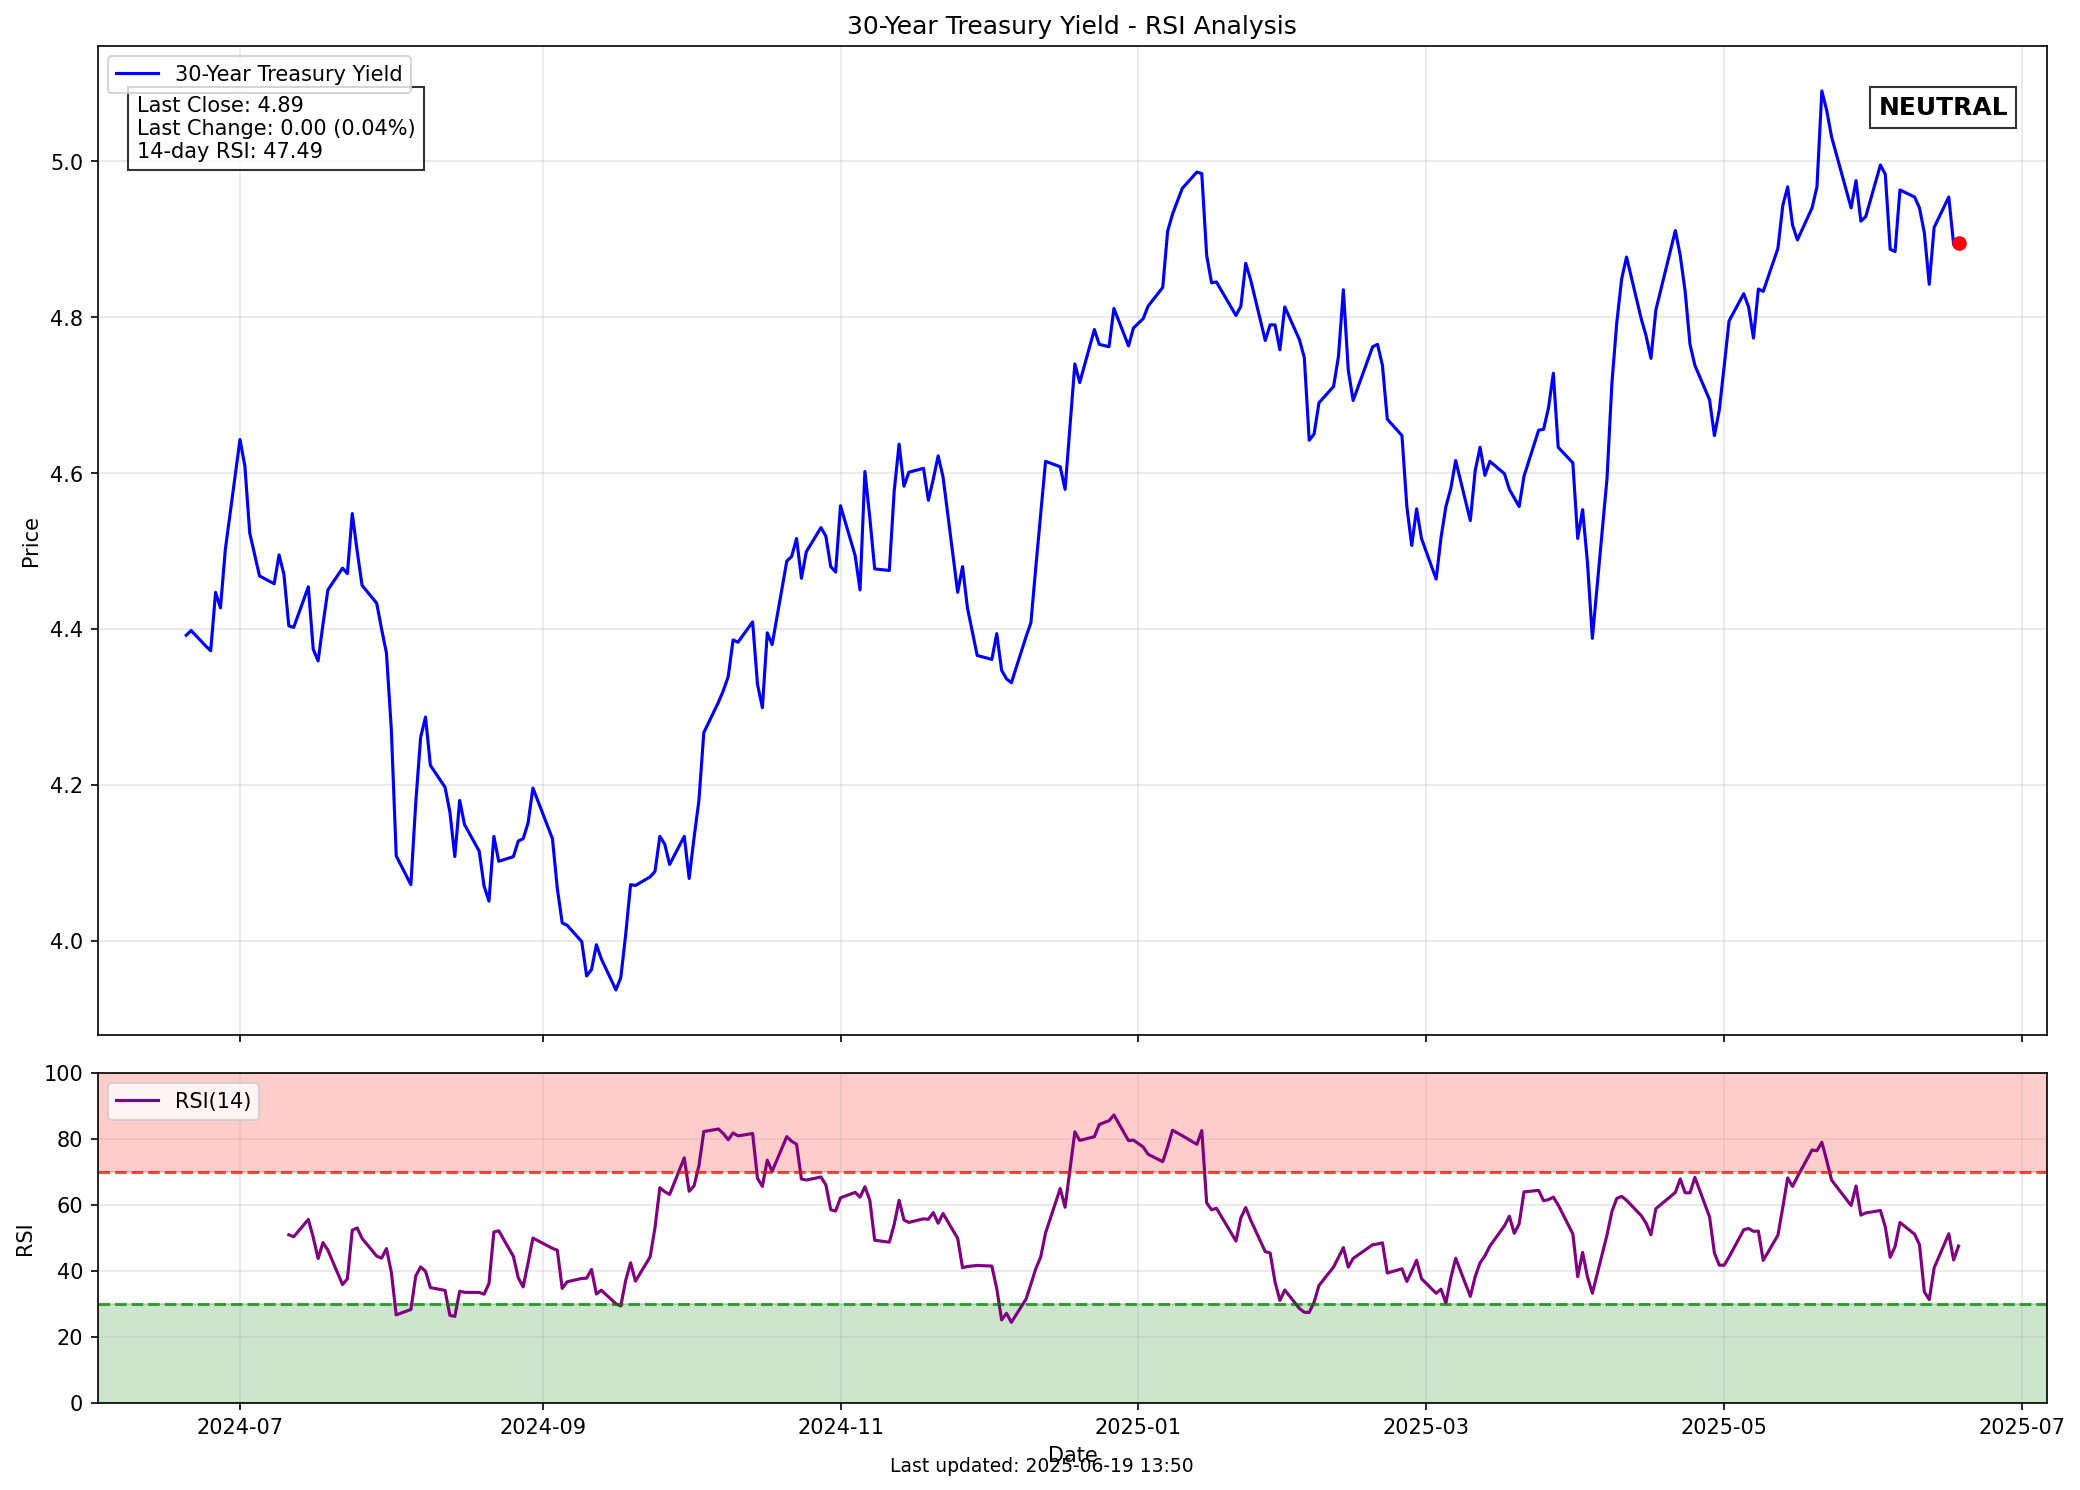 30-Year Treasury Yield - RSI Analysis
30-Year Treasury Yield
Last Close: 4.89
Last Change: 0.00 (0.04%)
14-day RSI: 47.49
NEUTRAL
Price
5.0
4.8
4.6
4.4
4.2
4.0
RSI(14)
RSI
100
80
60
40
20
0
2024-07
2024-09
2024-11
2025-01
2025-03
2025-05
2025-07
Date
Last updated: 2025-06-19 13:50